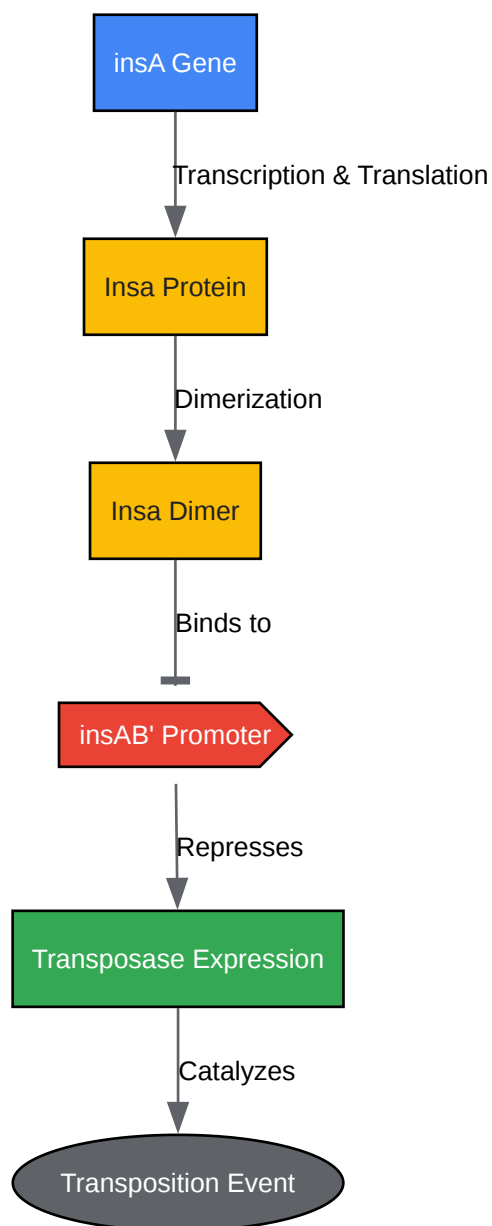 insA Gene
Transcription & Translation
Insa Protein
Dimerization
Insa Dimer
Binds to
insAB' Promoter
Represses
Transposase Expression
Catalyzes
Transposition Event